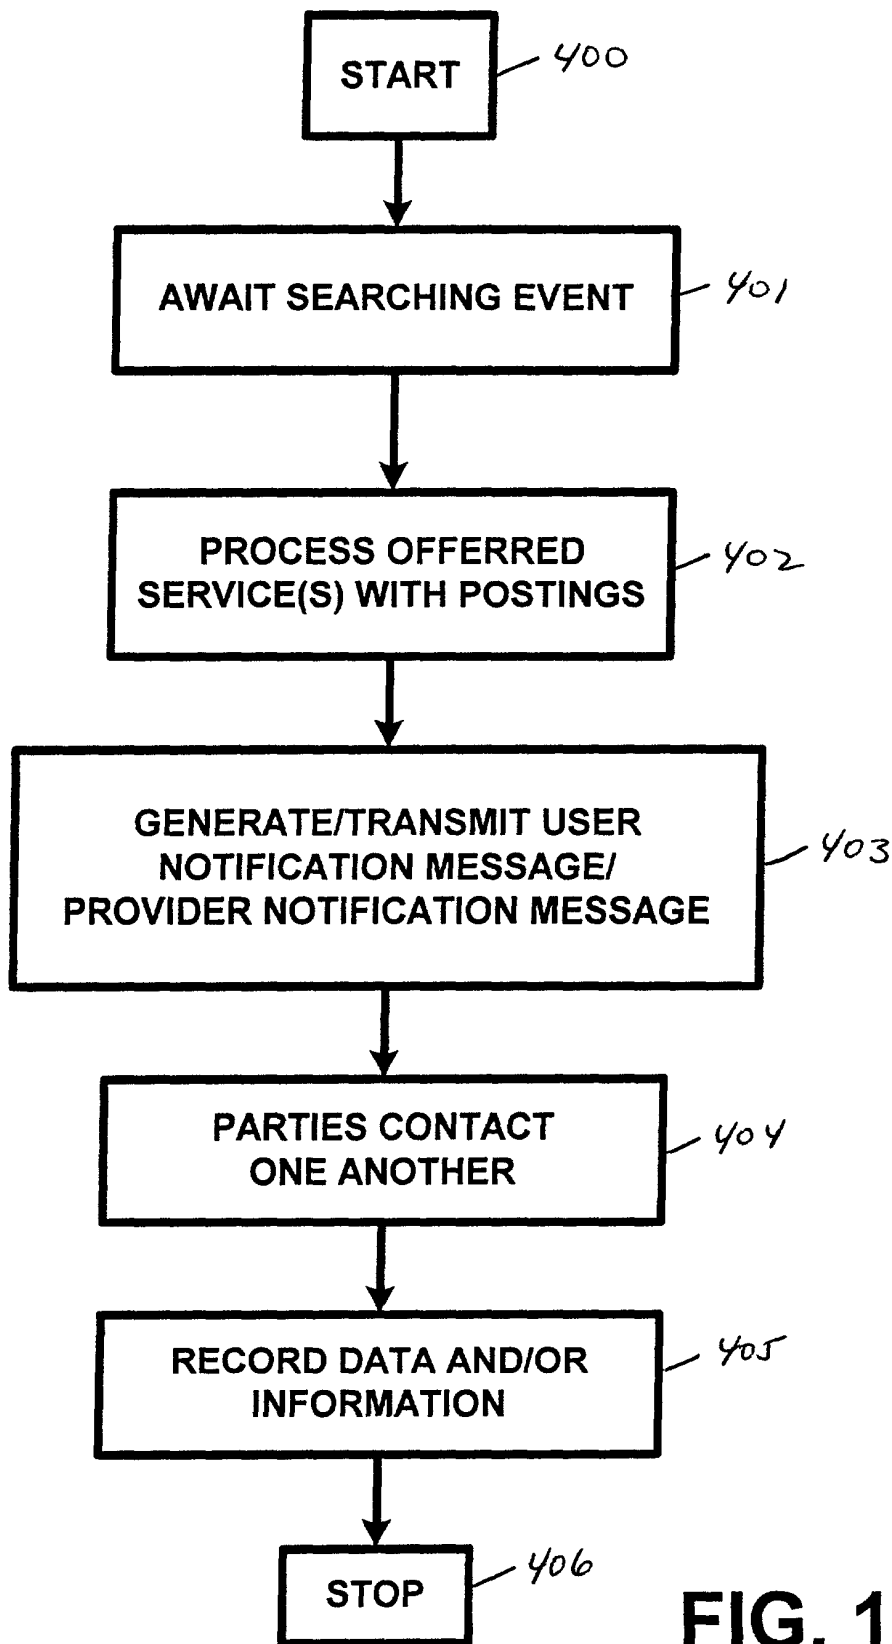 START
400
AWAIT SEARCHING EVENT
401
PROCESS OFFERRED
SERVICE(S) WITH POSTINGS
402
GENERATE/TRANSMIT USER
NOTIFICATION MESSAGE/
PROVIDER NOTIFICATION MESSAGE
403
PARTIES CONTACT
ONE ANOTHER
404
RECORD DATA AND/OR
INFORMATION
405
STOP
406
FIG. 1